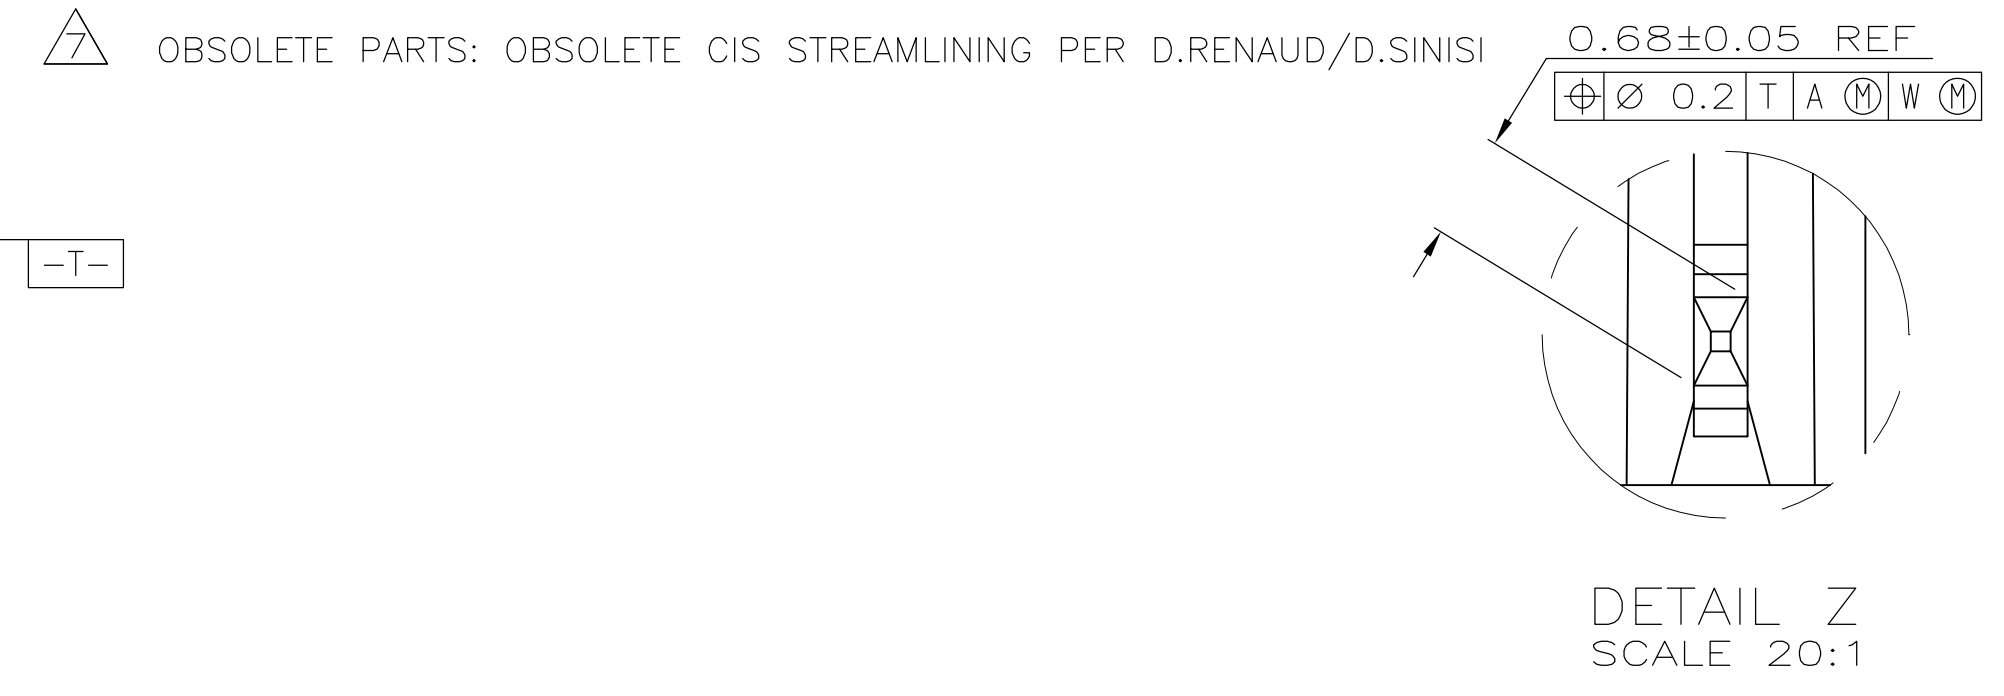 7 OBSOLETE PARTS: OBSOLETE CIS STREAMLINING PER D.RENAUD/D.SINISI
0.68±0.05 REF
⌖ Ø 0.2 T A Ⓜ W Ⓜ
-T-
DETAIL Z
SCALE 20:1